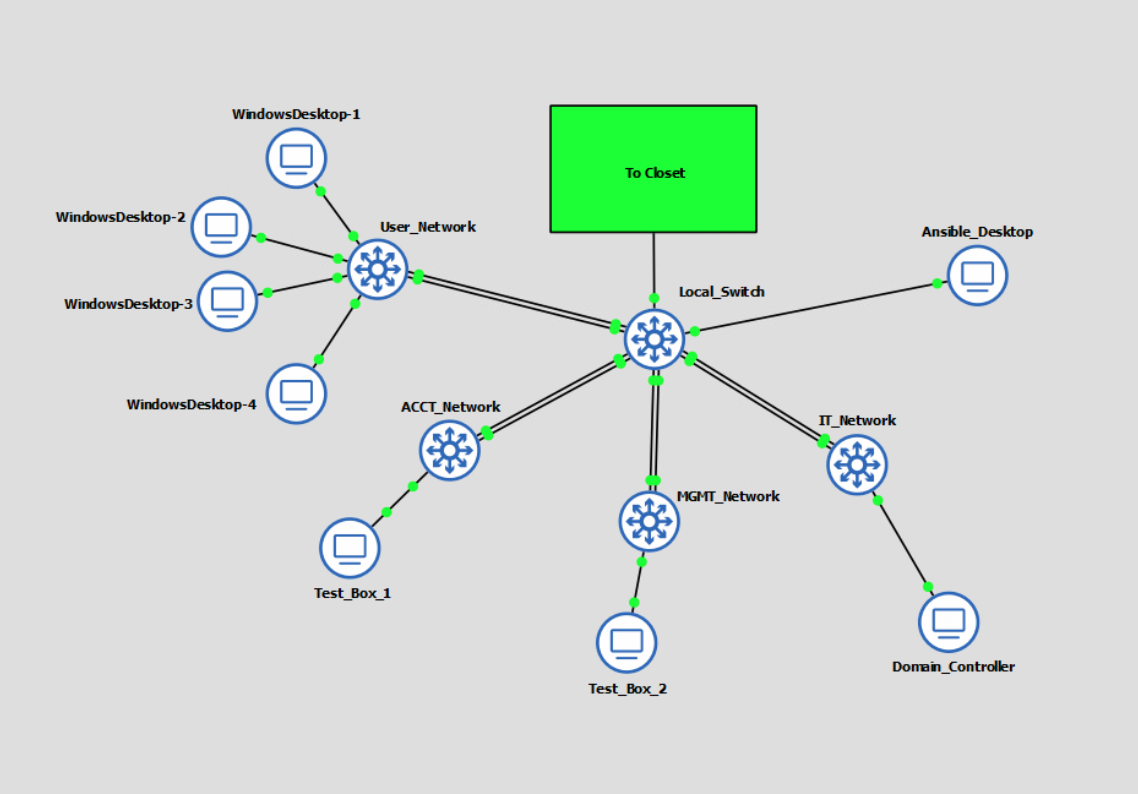 WindowsDesktop-1
To Closet
WindowsDesktop-2
User_Network
Ansible_Desktop
WindowsDesktop-3
Local_Switch
WindowsDesktop-4
ACCT_Network
IT_Network
MGMT_Network
Test_Box_1
Domain_Controller
Test_Box_2